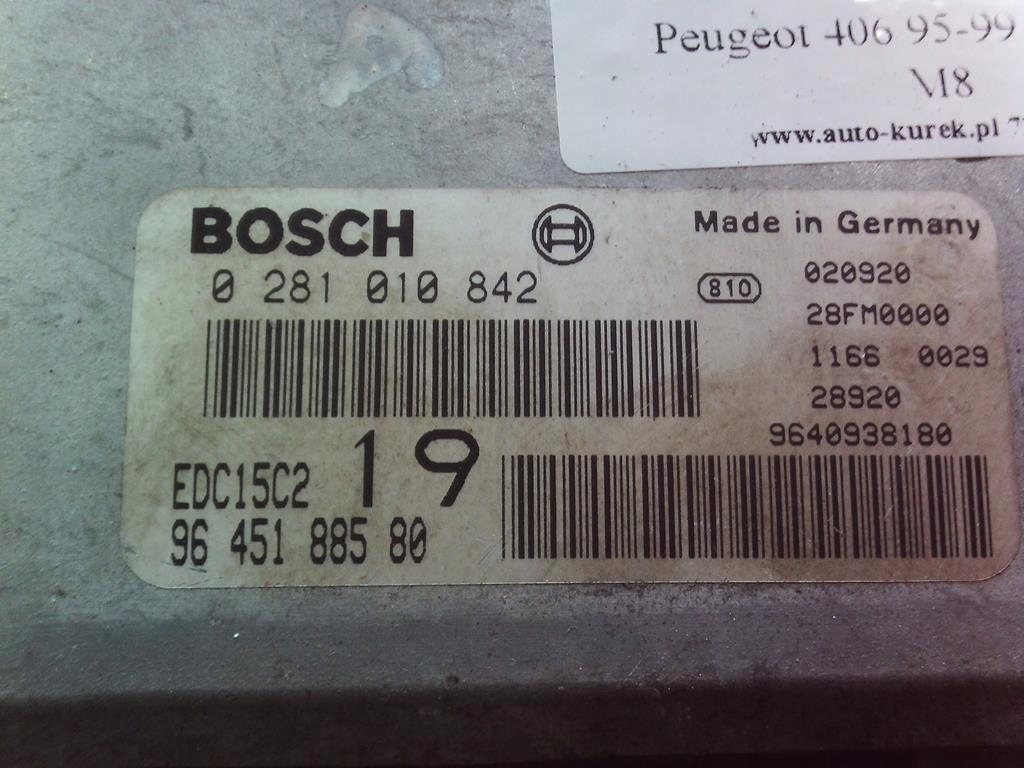 Peugeot 406 95-99
M8
www.auto-kurek.pl
BOSCH
Made in Germany
0 281 010 842
810
020920
28FM0000
1166 0029
28920
9640938180
19
EDC15C2
96 451 885 80